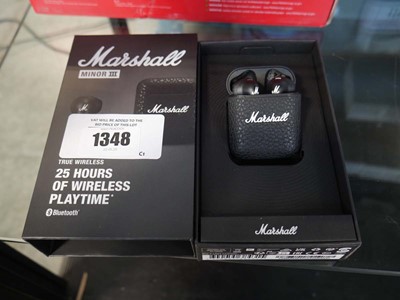 Marshall
MINOR III
VAT WILL BE ADDED TO THE
BID PRICE OF THIS LOT
1348
C1
TRUE WIRELESS
25 HOURS
OF WIRELESS
PLAYTIME*
Bluetooth
Marshall
Marshall